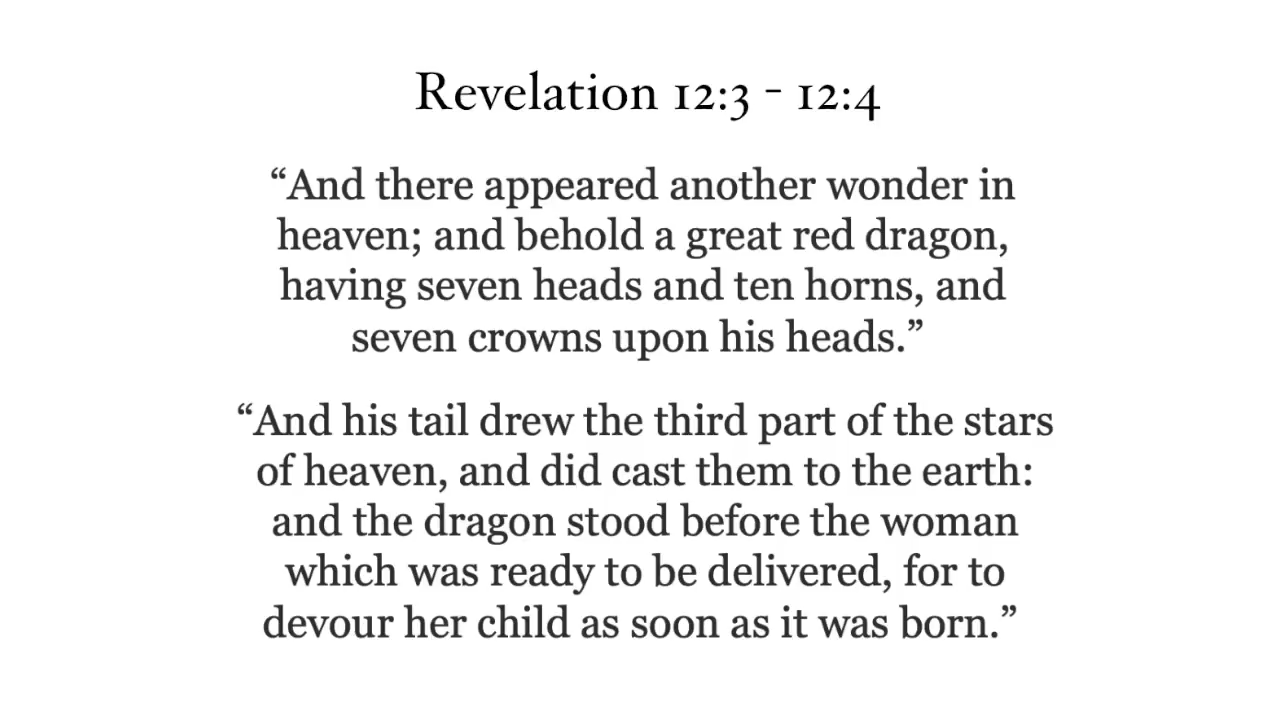 Revelation 12:3 - 12:4
“And there appeared another wonder in
heaven; and behold a great red dragon,
having seven heads and ten horns, and
seven crowns upon his heads.”
“And his tail drew the third part of the stars
of heaven, and did cast them to the earth:
and the dragon stood before the woman
which was ready to be delivered, for to
devour her child as soon as it was born.”